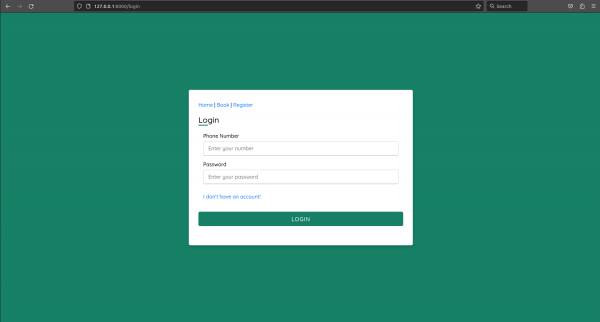 127.0.0.1:8000/login
Search
Home | Book | Register
Login
Phone Number
Enter your number
Password
Enter your password
I don't have an account!
LOGIN